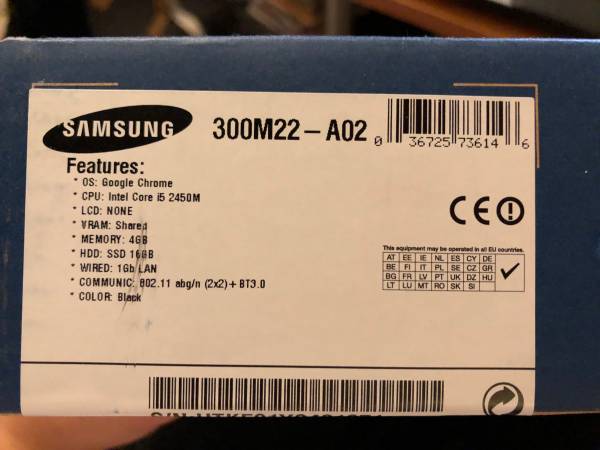 SAMSUNG
300M22-A02
0 36725 73614 6
Features:
* OS: Google Chrome
* CPU: Intel Core i5 2450M
* LCD: NONE
* VRAM: Shared
* MEMORY: 4GB
* HDD: SSD 16GB
* WIRED: 1Gb LAN
* COMMUNIC: 802.11 abg/n (2x2)+ BT3.0
* COLOR: Black
CE
This equipment may be operated in all EU countries.
AT EE IE NL ES CY DE
BE FI IT PL SE CZ GR
BG FR LV PT UK DZ HU
LT LU MT RO SK SI